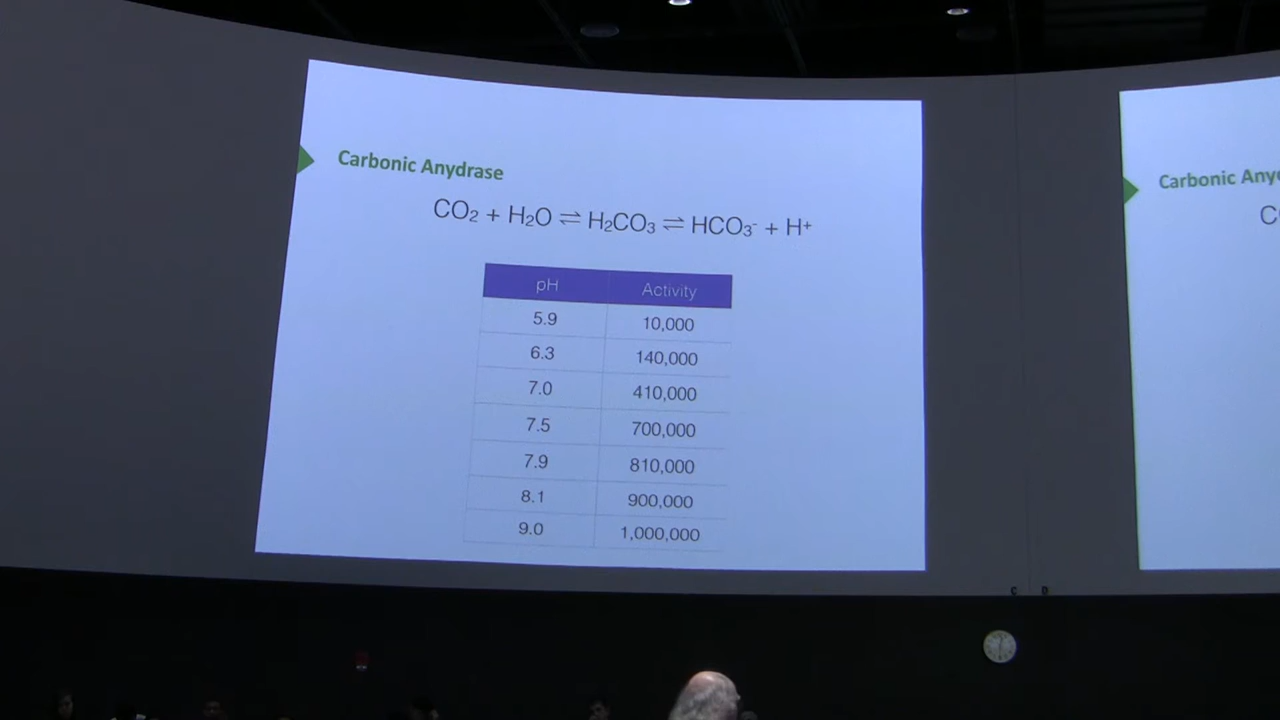 Carbonic Anydrase
CO₂ + H₂O ⇌ H₂CO₃ ⇌ HCO₃⁻ + H⁺
pH Activity
5.9 10,000
6.3 140,000
7.0 410,000
7.5 700,000
7.9 810,000
8.1 900,000
9.0 1,000,000
Carbonic Any
C
C D